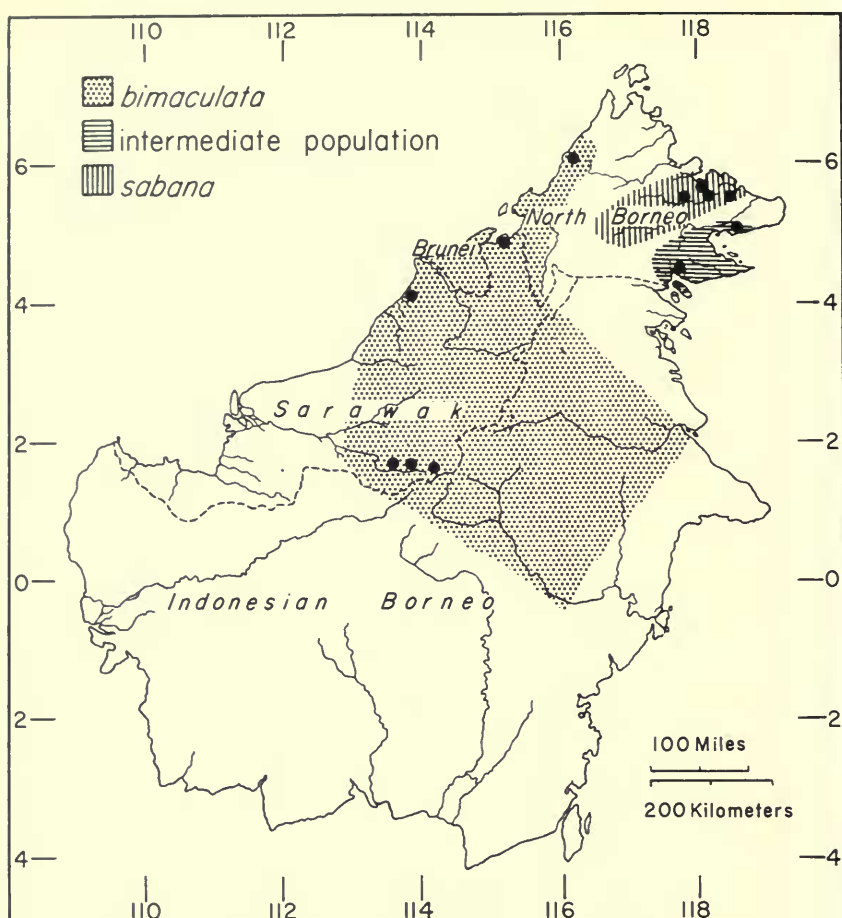 110 112 114 116 118
bimaculata
intermediate population
sabana
6 6
North Borneo
Brunei
4 4
Sarawak
2 2
0 0
Indonesian Borneo
2 2
100 Miles
200 Kilometers
4 4
110 112 114 116 118